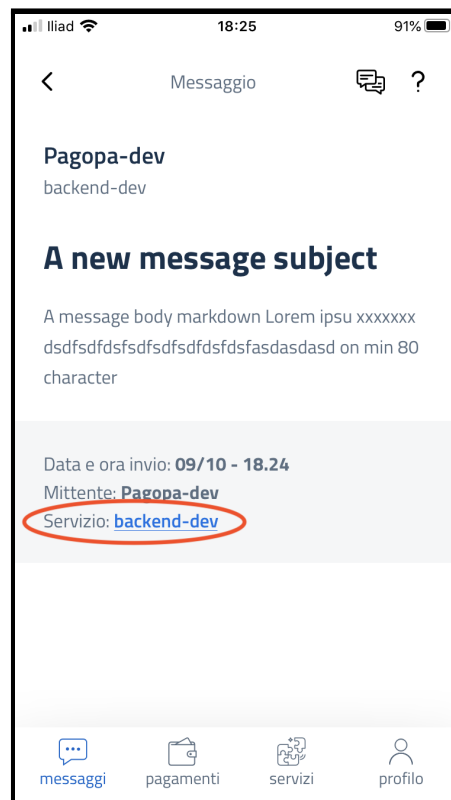 Iliad 18:25 91%
Messaggio ?
Pagopa-dev
backend-dev
A new message subject
A message body markdown Lorem ipsu xxxxxxx
dsdfsdfdsfsdfsdfsdfdsfdsfasdasdasd on min 80
character
Data e ora invio: 09/10 - 18.24
Mittente: Pagopa-dev
Servizio: backend-dev
messaggi pagamenti servizi profilo